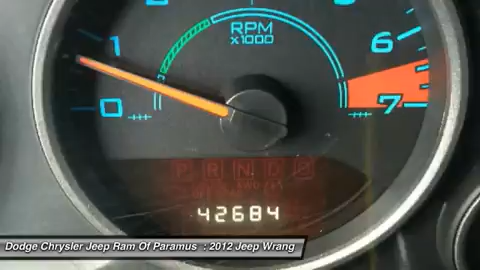 RPM
x1000
1
6
0
7
P R N D
42684
Dodge Chrysler Jeep Ram Of Paramus : 2012 Jeep Wrang